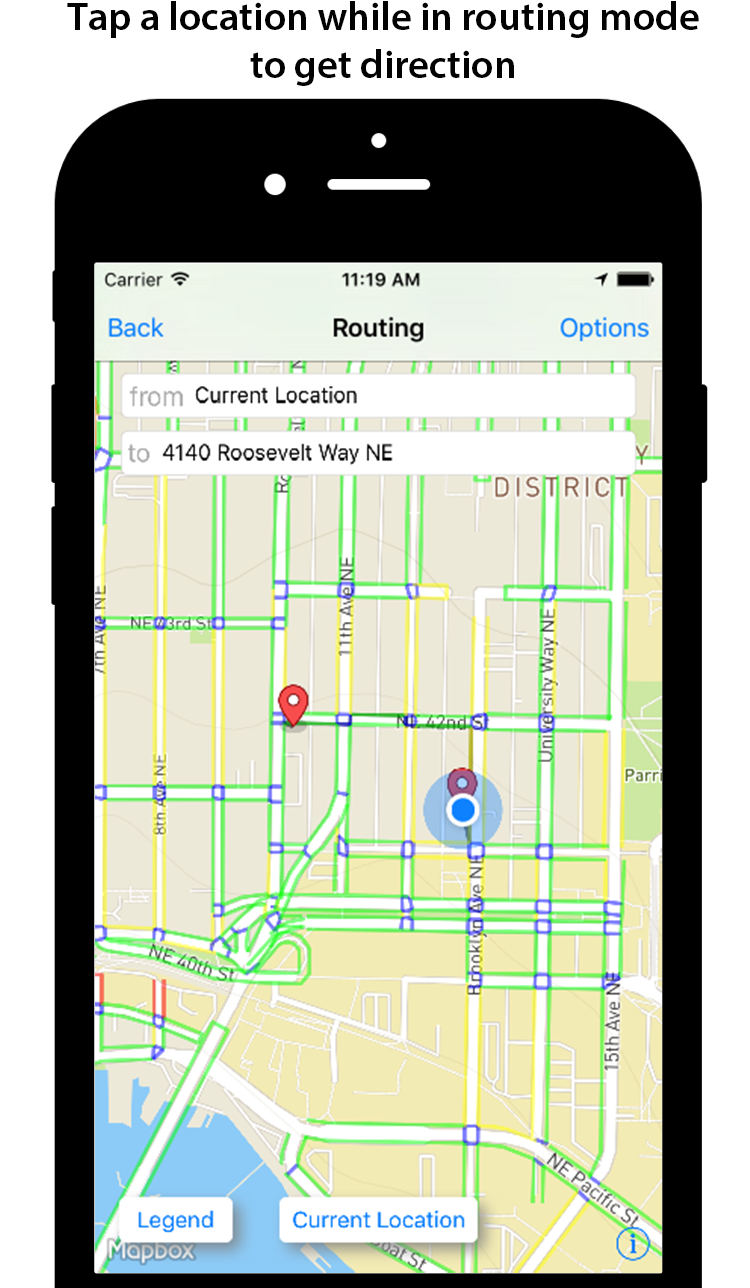 Tap a location while in routing mode
to get direction
Carrier 11:19 AM
Back Routing Options
from Current Location
to 4140 Roosevelt Way NE
Y
DISTRICT
11th Ave NE
7th Ave NE
NE 43rd St
University Way NE
NE 42nd St
8th Ave NE
Parri
Brooklyn Ave NE
NE 40th St
15th Ave NE
NE Pacific St
Legend Current Location
Mapbox
oat St